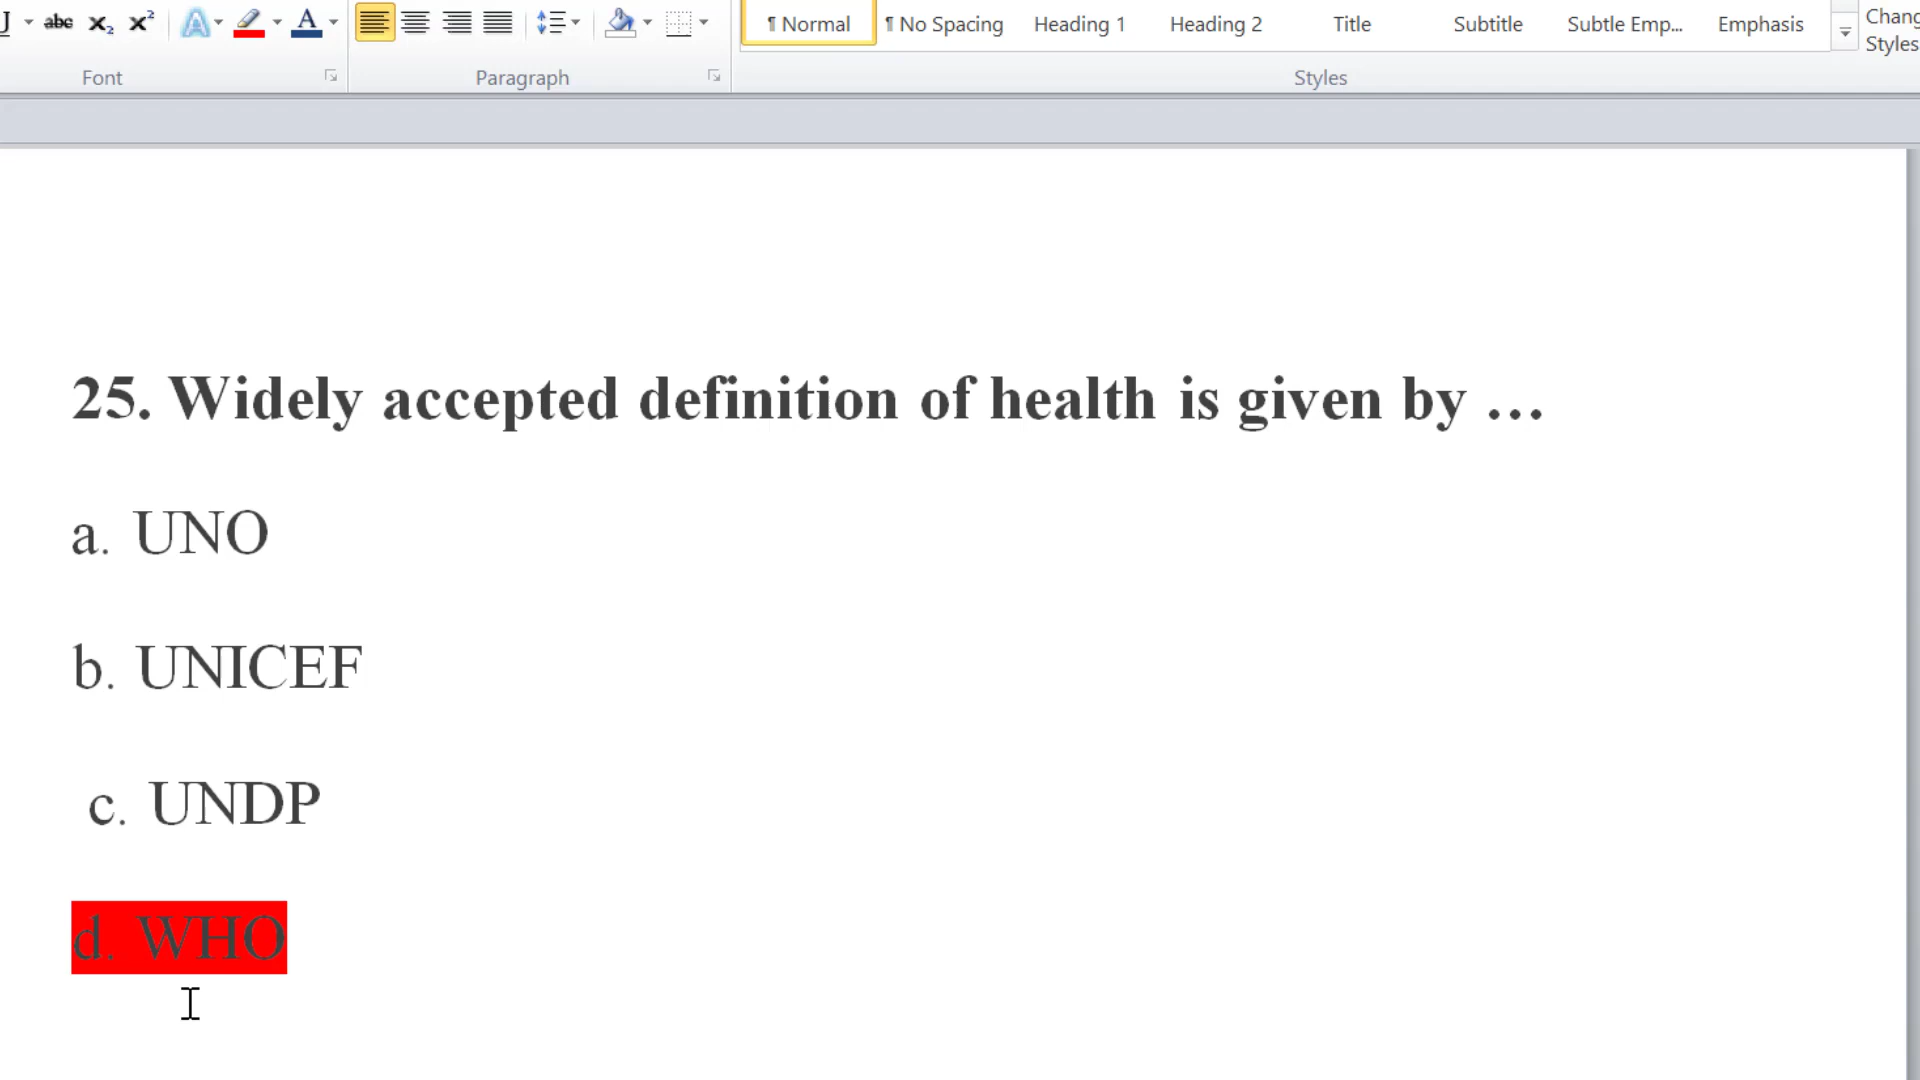 abc X₂ X² A A ¶ Normal ¶ No Spacing Heading 1 Heading 2 Title Subtitle Subtle Emp... Emphasis
Styles
Font Paragraph Styles
25. Widely accepted definition of health is given by …
a. UNO
b. UNICEF
c. UNDP
d. WHO